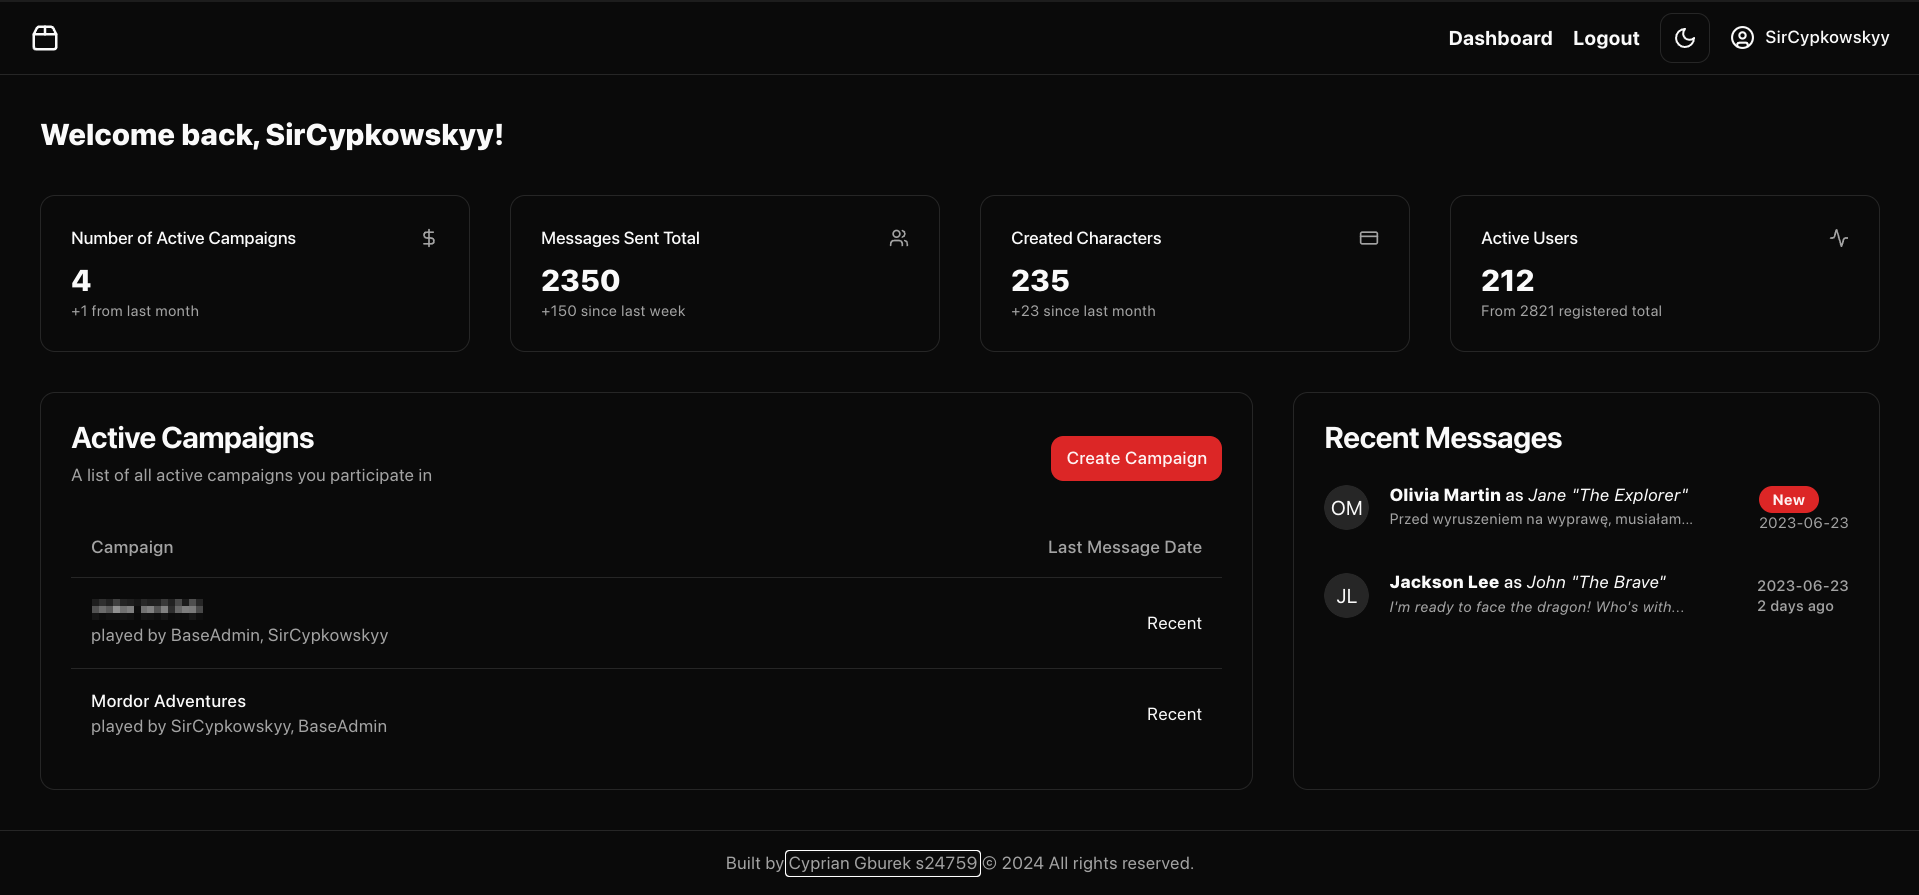 Dashboard Logout SirCypkowskyy
Welcome back, SirCypkowskyy!
Number of Active Campaigns
4
+1 from last month
Messages Sent Total
2350
+150 since last week
Created Characters
235
+23 since last month
Active Users
212
From 2821 registered total
Active Campaigns
A list of all active campaigns you participate in
Create Campaign
Campaign Last Message Date
played by BaseAdmin, SirCypkowskyy
Recent
Mordor Adventures
played by SirCypkowskyy, BaseAdmin
Recent
Recent Messages
OM
Olivia Martin as Jane "The Explorer"
Przed wyruszeniem na wyprawę, musiałam...
New
2023-06-23
JL
Jackson Lee as John "The Brave"
I'm ready to face the dragon! Who's with...
2023-06-23
2 days ago
Built by Cyprian Gburek s24759 © 2024 All rights reserved.